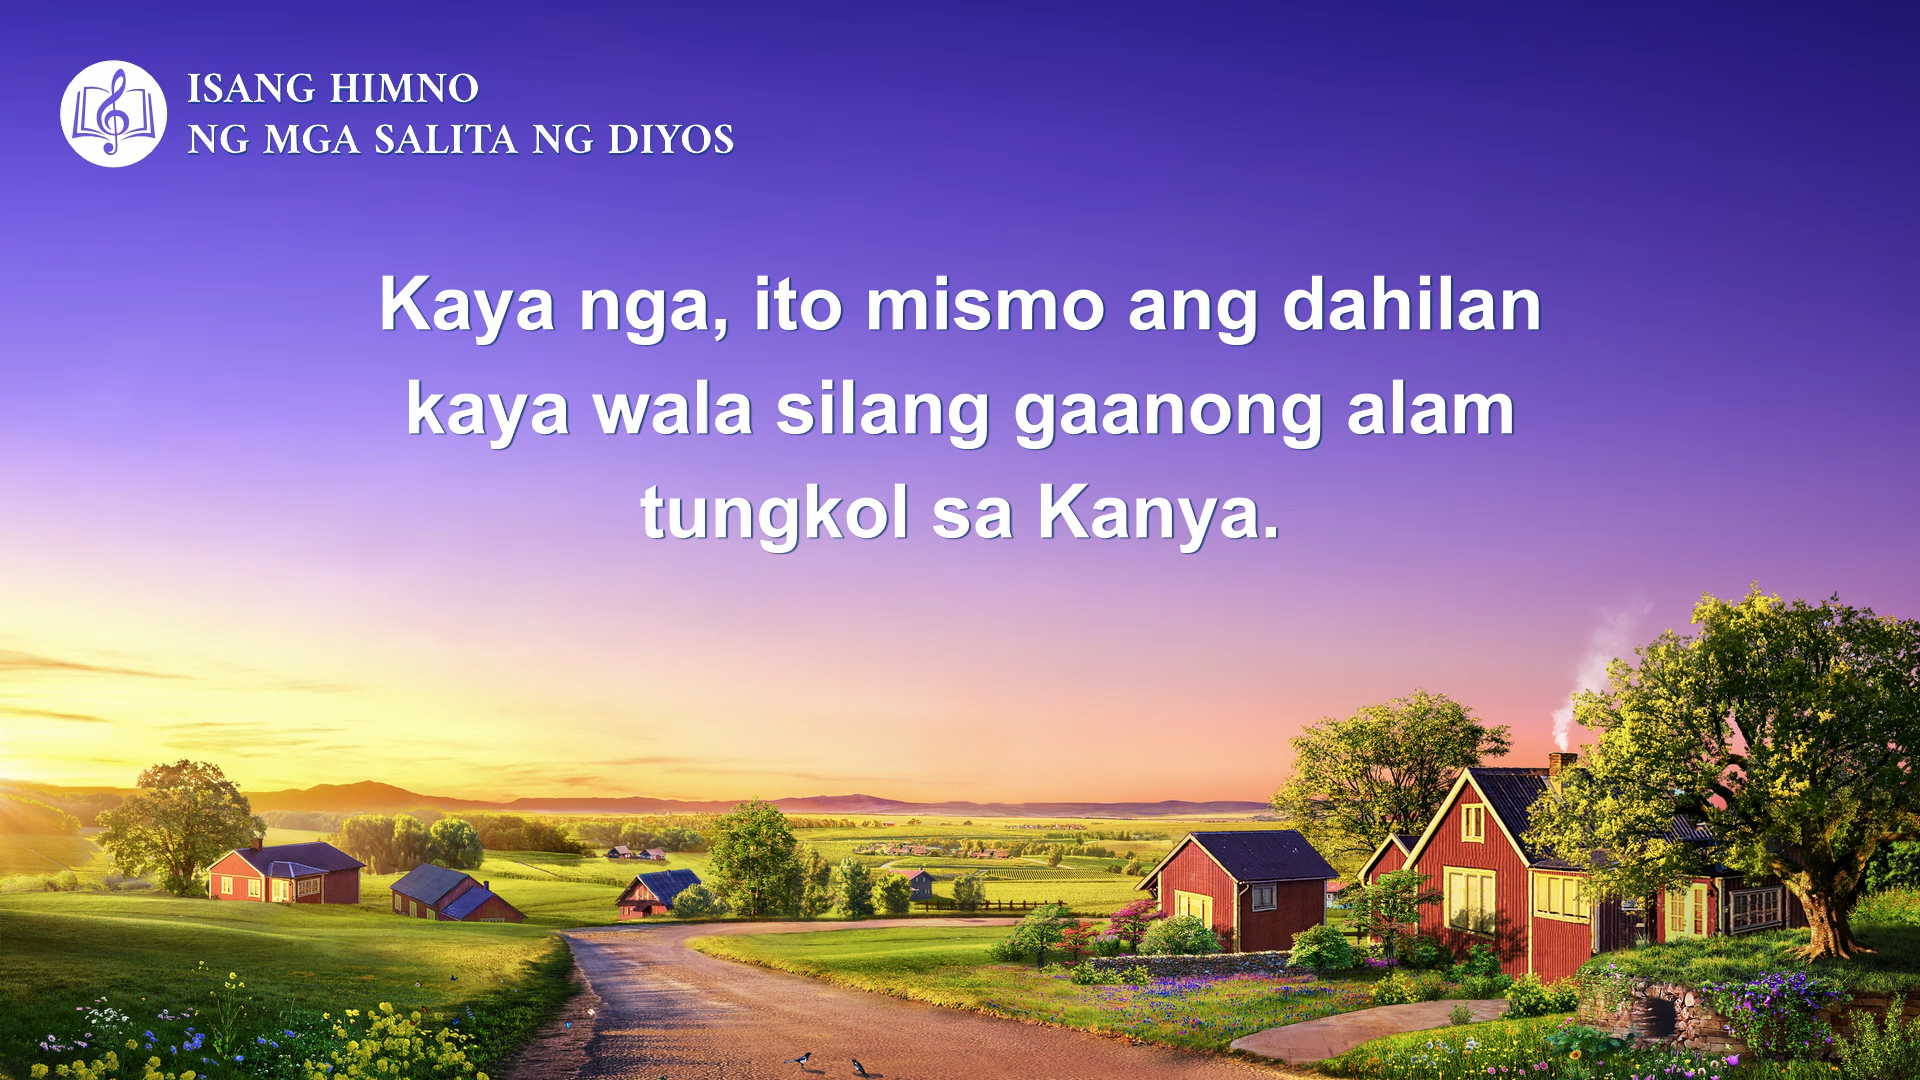 ISANG HIMNO
NG MGA SALITA NG DIYOS
Kaya nga, ito mismo ang dahilan
kaya wala silang gaanong alam
tungkol sa Kanya.